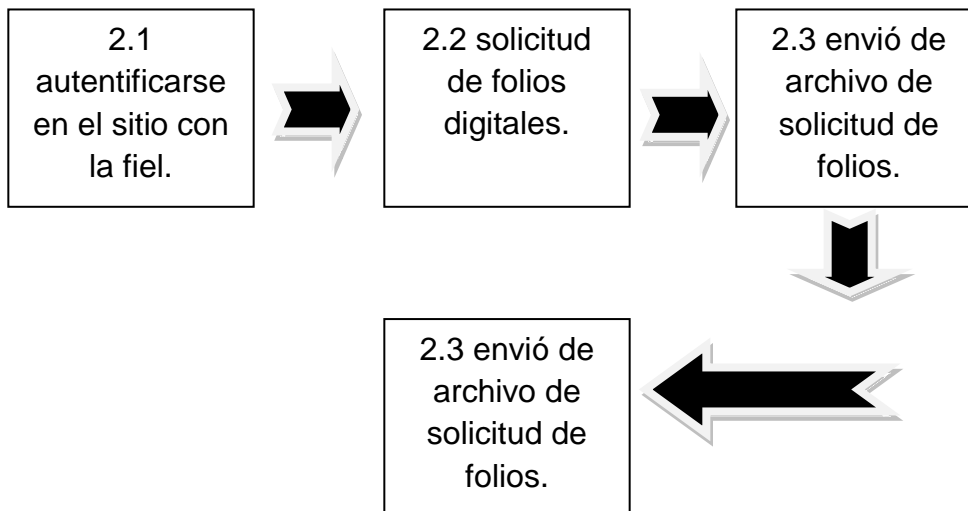 2.1
autentificarse
en el sitio con
la fiel.
2.2 solicitud
de folios
digitales.
2.3 envió de
archivo de
solicitud de
folios.
2.3 envió de
archivo de
solicitud de
folios.